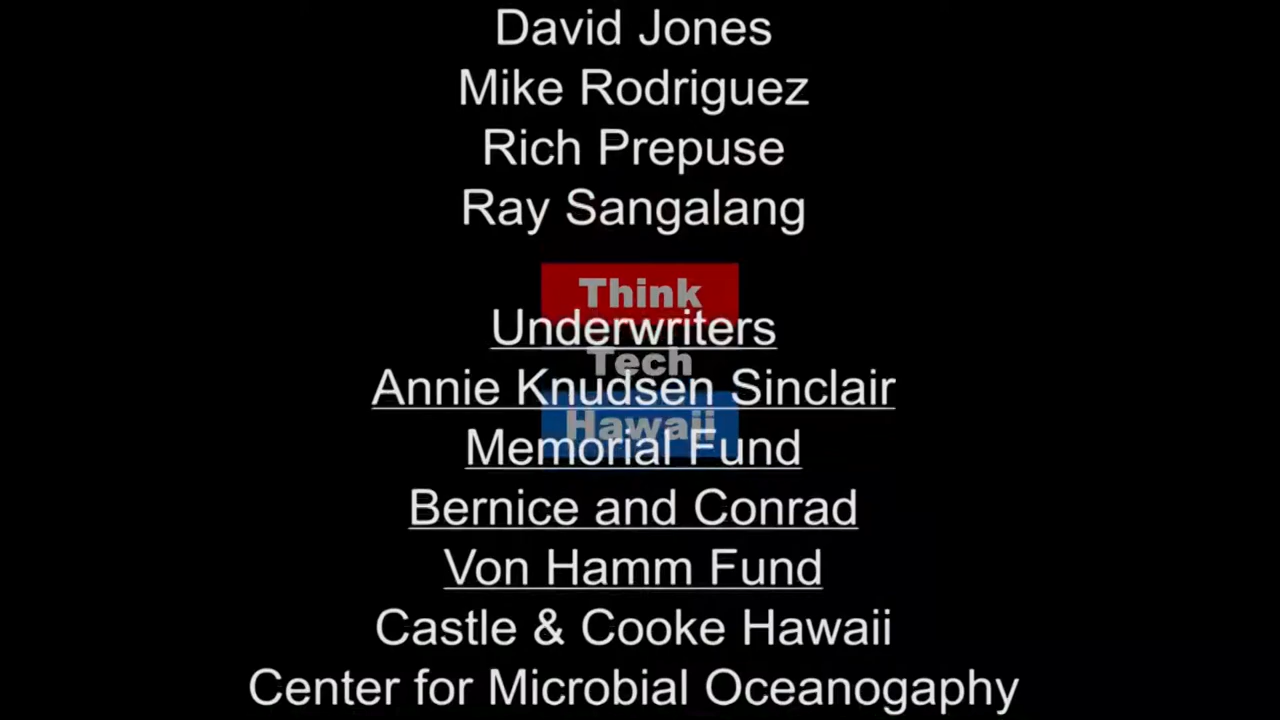 David Jones
Mike Rodriguez
Rich Prepuse
Ray Sangalang
Think
Underwriters
Tech
Annie Knudsen Sinclair
Hawaii
Memorial Fund
Bernice and Conrad
Von Hamm Fund
Castle & Cooke Hawaii
Center for Microbial Oceanogaphy